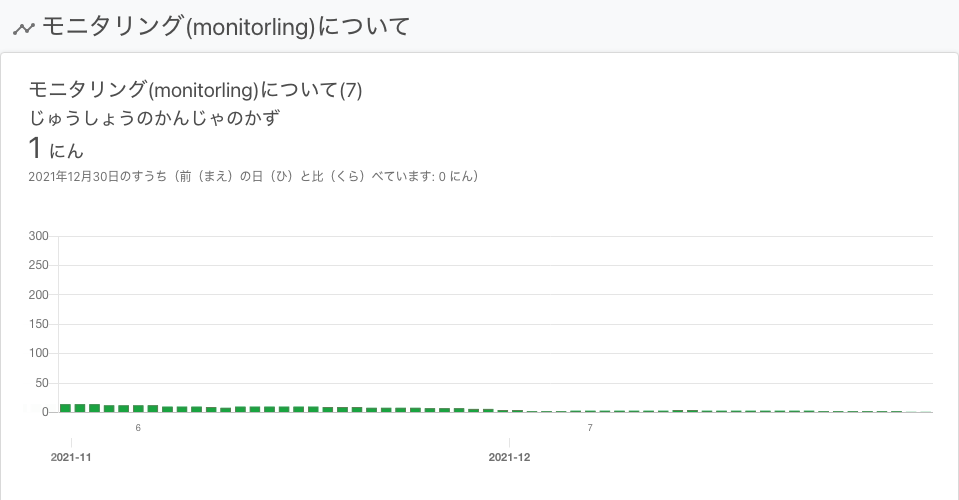 モニタリング(monitorling)について
モニタリング(monitorling)について(7)
じゅうしょうのかんじゃのかず
1 にん
2021年12月30日のすうち（前（まえ）の日（ひ）と比（くら）べています: 0 にん）
300
250
200
150
100
50
0
6 7
2021-11 2021-12